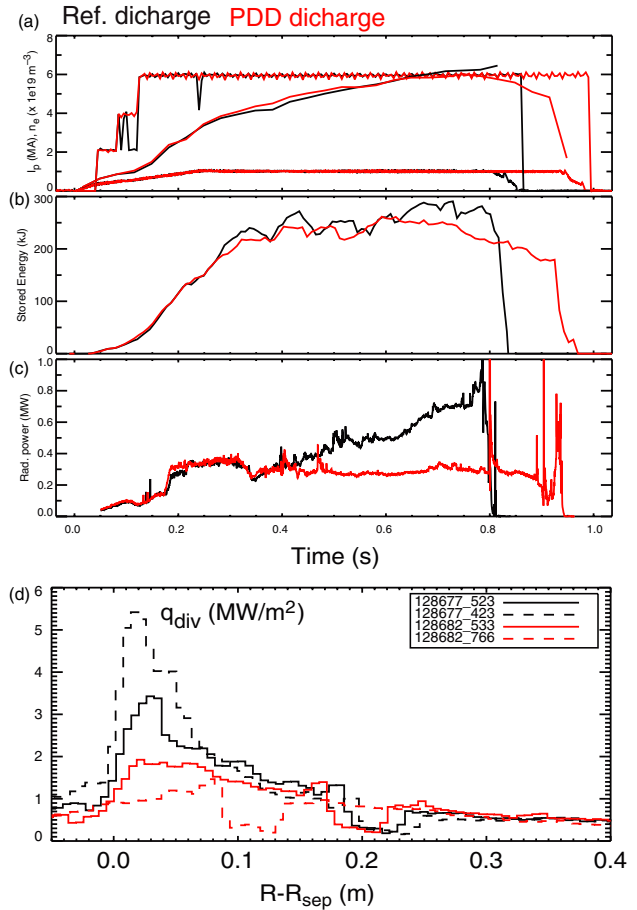 Ref. dicharge PDD dicharge
(a)
I_p (MA), n_e (x 1e19 m^-3)
10
8
6
4
2
0
(b)
Stored Energy (kJ)
300
200
100
0
(c)
Rad. power (MW)
1.0
0.8
0.6
0.4
0.2
0.0
0.0 0.2 0.4 0.6 0.8 1.0
Time (s)
(d)
q_div (MW/m²)
128677_523
128677_423
128682_533
128682_766
6
5
4
3
2
1
0
0.0 0.1 0.2 0.3 0.4
R-R_sep (m)